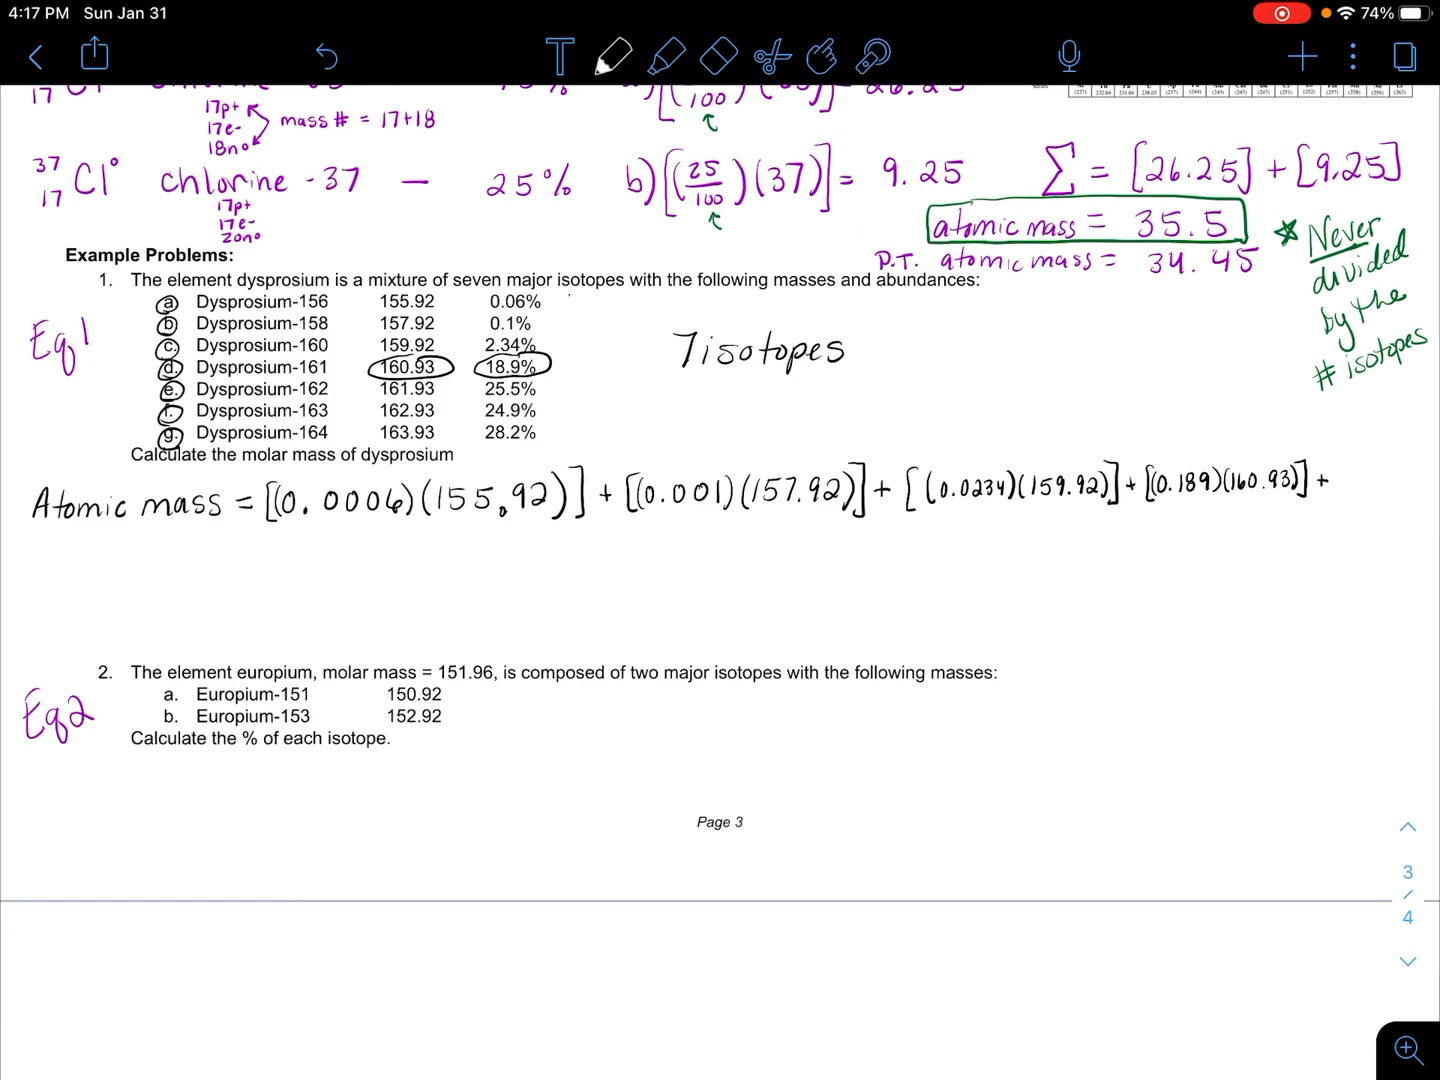 4:17 PM Sun Jan 31
74%
17p+
17e-
18n°
mass # = 17+18
37
17 Cl° chlorine -37 — 25% b)[(25/100)(37)] = 9.25
17p+
17e-
20n°
Σ = [26.25] + [9.25]
atomic mass = 35.5
P.T. atomic mass = 34.45
* Never
divided
by the
# isotopes
Example Problems:
1. The element dysprosium is a mixture of seven major isotopes with the following masses and abundances:
a. Dysprosium-156 155.92 0.06%
b. Dysprosium-158 157.92 0.1%
c. Dysprosium-160 159.92 2.34%
d. Dysprosium-161 160.93 18.9%
e. Dysprosium-162 161.93 25.5%
f. Dysprosium-163 162.93 24.9%
g. Dysprosium-164 163.93 28.2%
Calculate the molar mass of dysprosium
Eq1
7 isotopes
Atomic mass = [(0.0006)(155.92)] + [(0.001)(157.92)] + [(0.0234)(159.92)] + [(0.189)(160.93)] +
2. The element europium, molar mass = 151.96, is composed of two major isotopes with the following masses:
a. Europium-151 150.92
b. Europium-153 152.92
Calculate the % of each isotope.
Eq2
Page 3
3
/
4